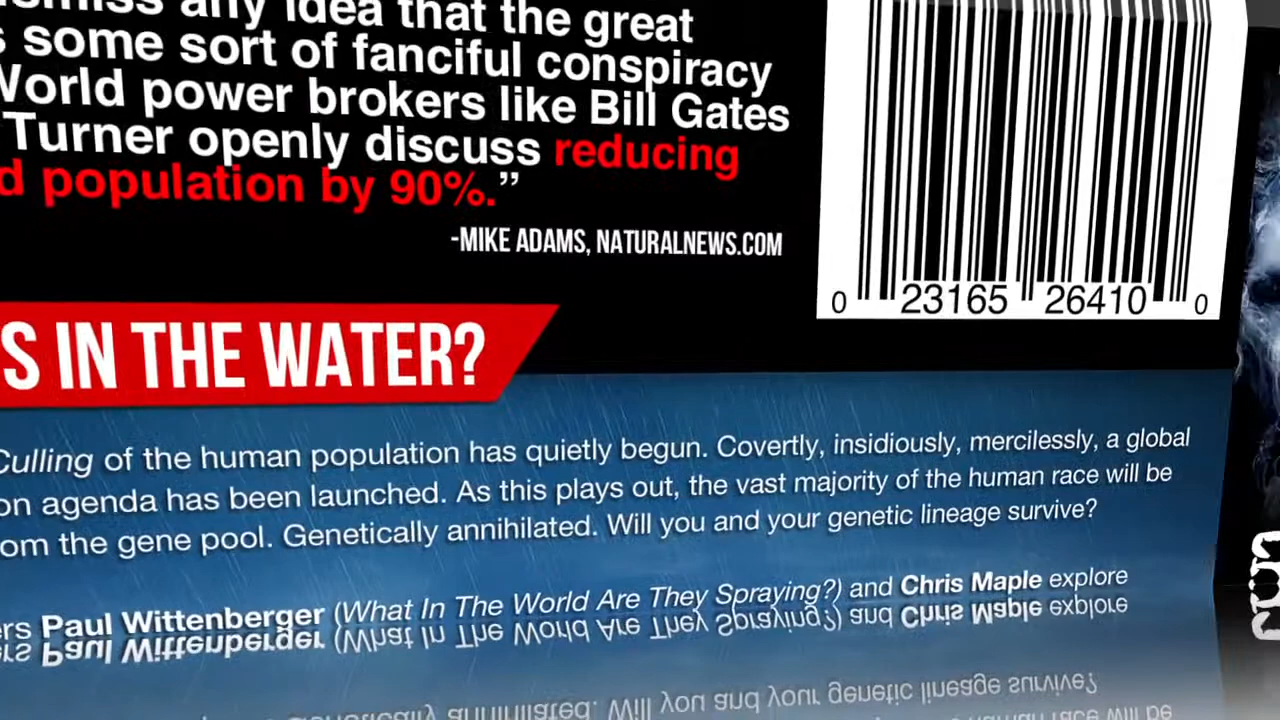 any idea that the great
some sort of fanciful conspiracy
World power brokers like Bill Gates
Turner openly discuss reducing
population by 90%.”
-MIKE ADAMS, NATURALNEWS.COM
0 23165 26410 0
IN THE WATER?
Culling of the human population has quietly begun. Covertly, insidiously, mercilessly, a global
agenda has been launched. As this plays out, the vast majority of the human race will be
the gene pool. Genetically annihilated. Will you and your genetic lineage survive?
Paul Wittenberger (What In The World Are They Spraying?) and Chris Maple explore